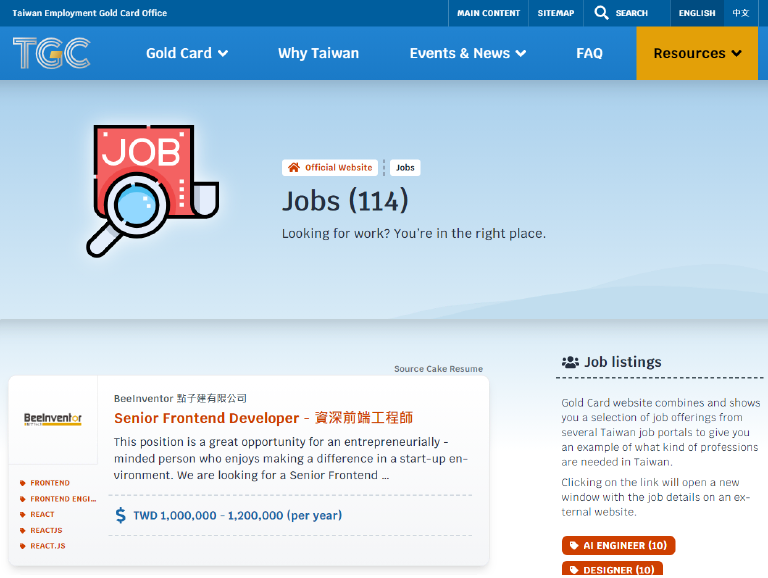 Taiwan Employment Gold Card Office
MAIN CONTENT
SITEMAP
SEARCH
ENGLISH
中文
TGC
Gold Card
Why Taiwan
Events & News
FAQ
Resources
JOB
Official Website
Jobs
Jobs (114)
Looking for work? You're in the right place.
Source Cake Resume
BeeInventor
BeeInventor 點子建有限公司
Senior Frontend Developer - 資深前端工程師
This position is a great opportunity for an entrepreneurially -
minded person who enjoys making a difference in a start-up en-
vironment. We are looking for a Senior Frontend ...
FRONTEND
FRONTEND ENGI...
REACT
REACTJS
REACT.JS
$ TWD 1,000,000 - 1,200,000 (per year)
Job listings
Gold Card website combines and shows
you a selection of job offerings from
several Taiwan job portals to give you
an example of what kind of professions
are needed in Taiwan.
Clicking on the link will open a new
window with the job details on an ex-
ternal website.
AI ENGINEER (10)
DESIGNER (10)